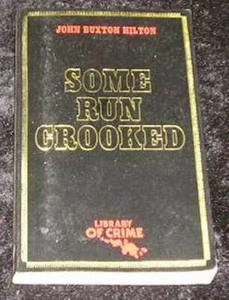 JOHN BUXTON HILTON
SOME
RUN
CROOKED
LIBRARY
OF CRIME